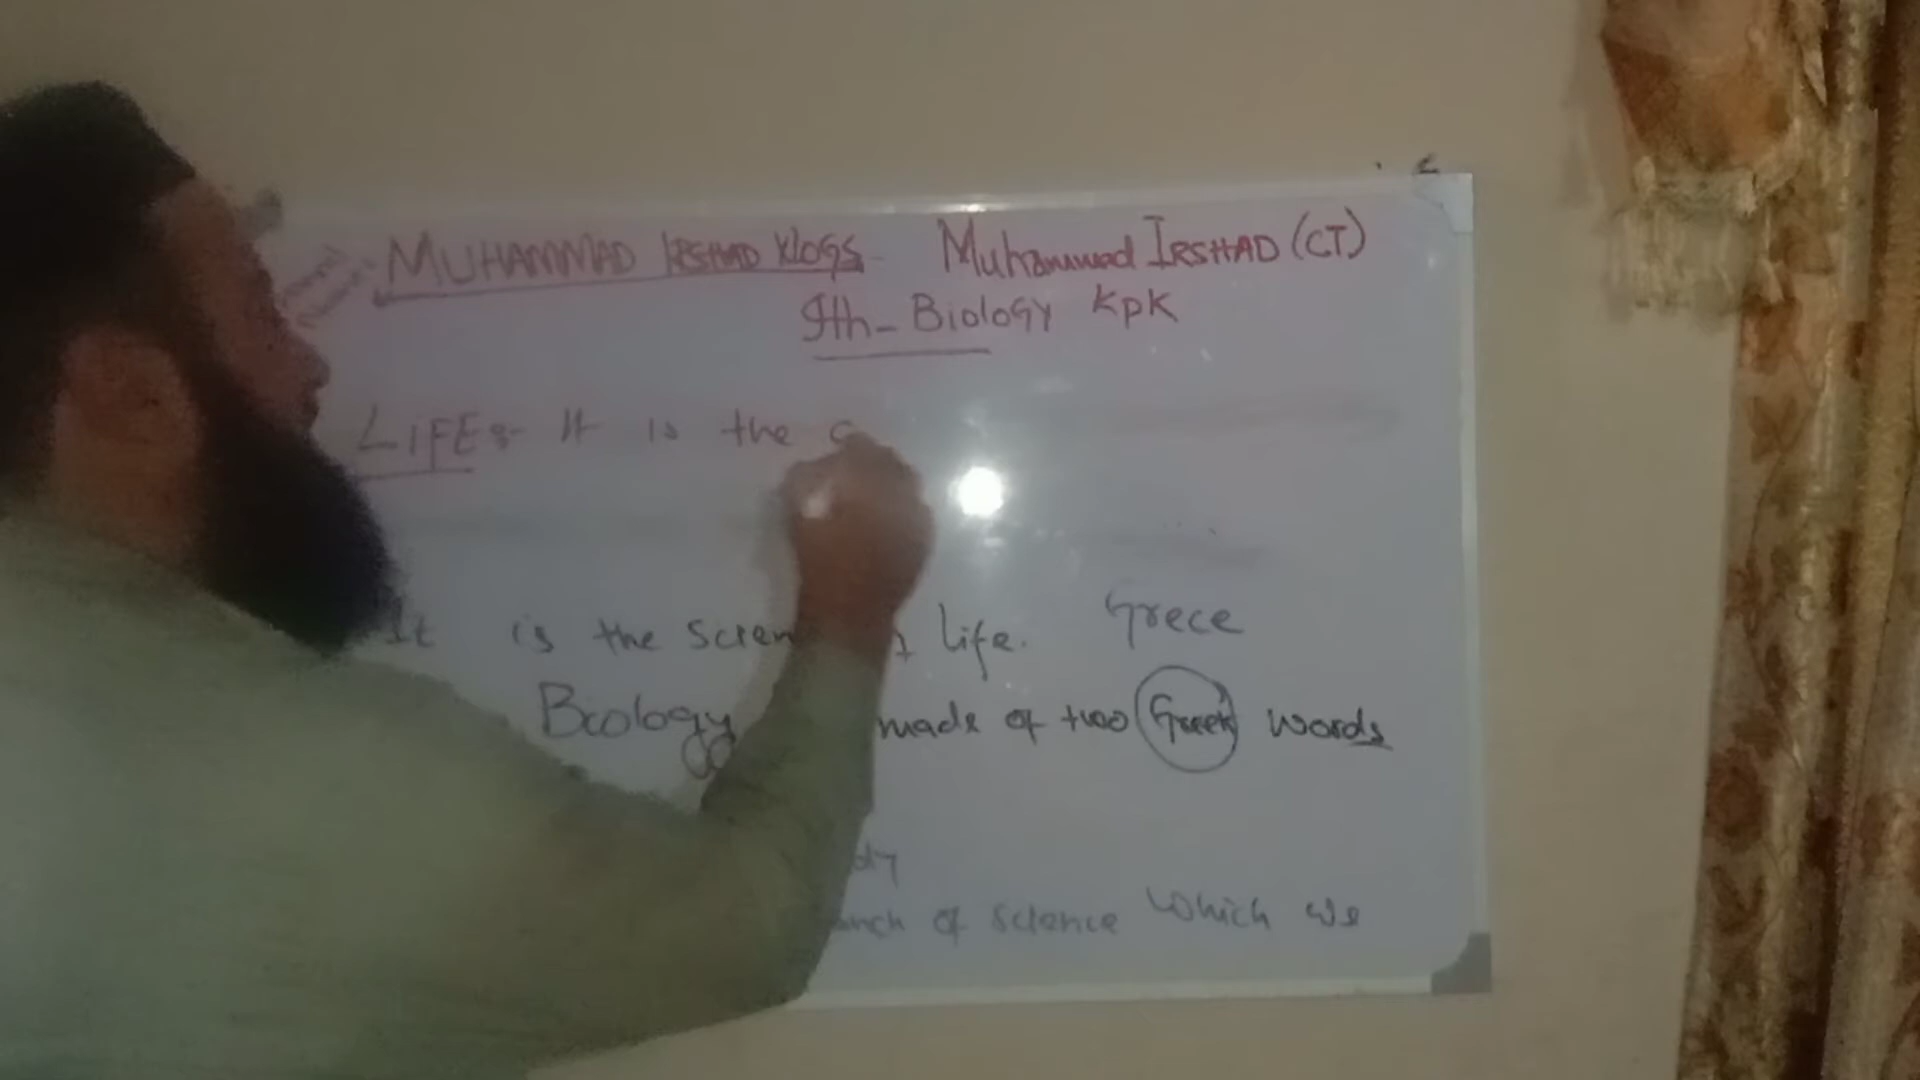 MUHAMMAD IRSHAD VLOGS Muhammad IRSHAD (CT)
9th - Biology KPK
LiFE:- It is the
It is the Scien life. Grece
Biology made of two Greek words
of science which we